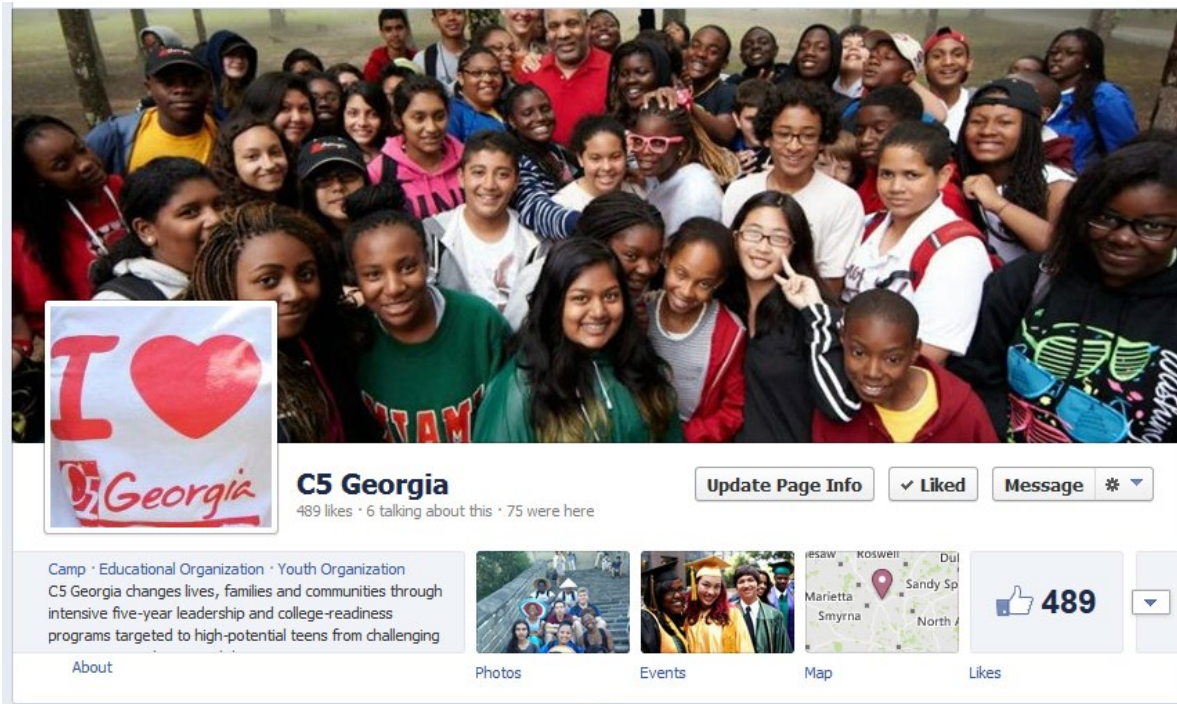 MIAMI
I
C5 Georgia
C5 Georgia
489 likes · 6 talking about this · 75 were here
Update Page Info
Liked
Message
Camp · Educational Organization · Youth Organization
C5 Georgia changes lives, families and communities through
intensive five-year leadership and college-readiness
programs targeted to high-potential teens from challenging
About
Photos
Events
Roswell
Sandy Sp
Marietta
Smyrna
North A
Map
489
Likes